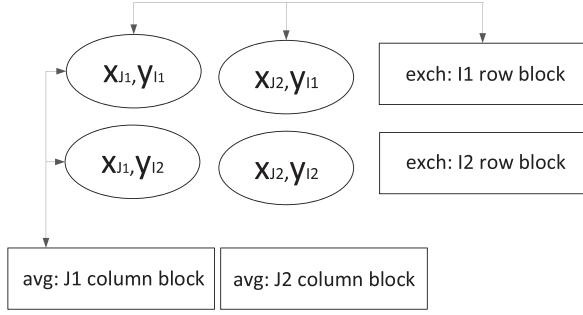 xJ1,yI1
xJ2,yI1
exch: I1 row block
xJ1,yI2
xJ2,yI2
exch: I2 row block
avg: J1 column block
avg: J2 column block